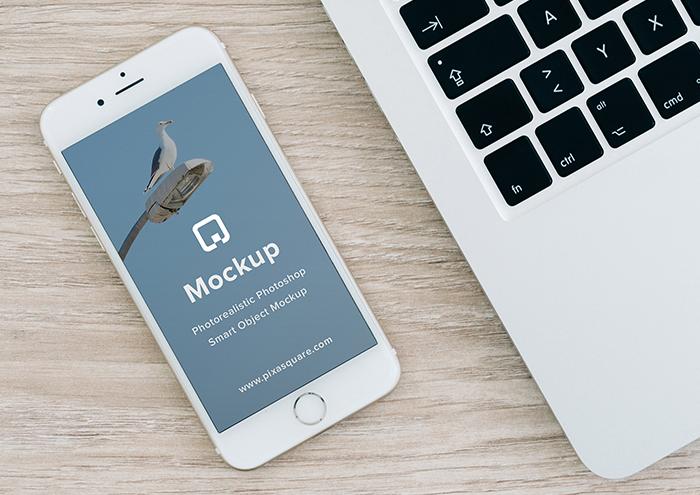 Mockup
Photorealistic Photoshop
Smart Object Mockup
www.pixasquare.com
A
Y
X
> <
alt
cmd
ctrl
fn